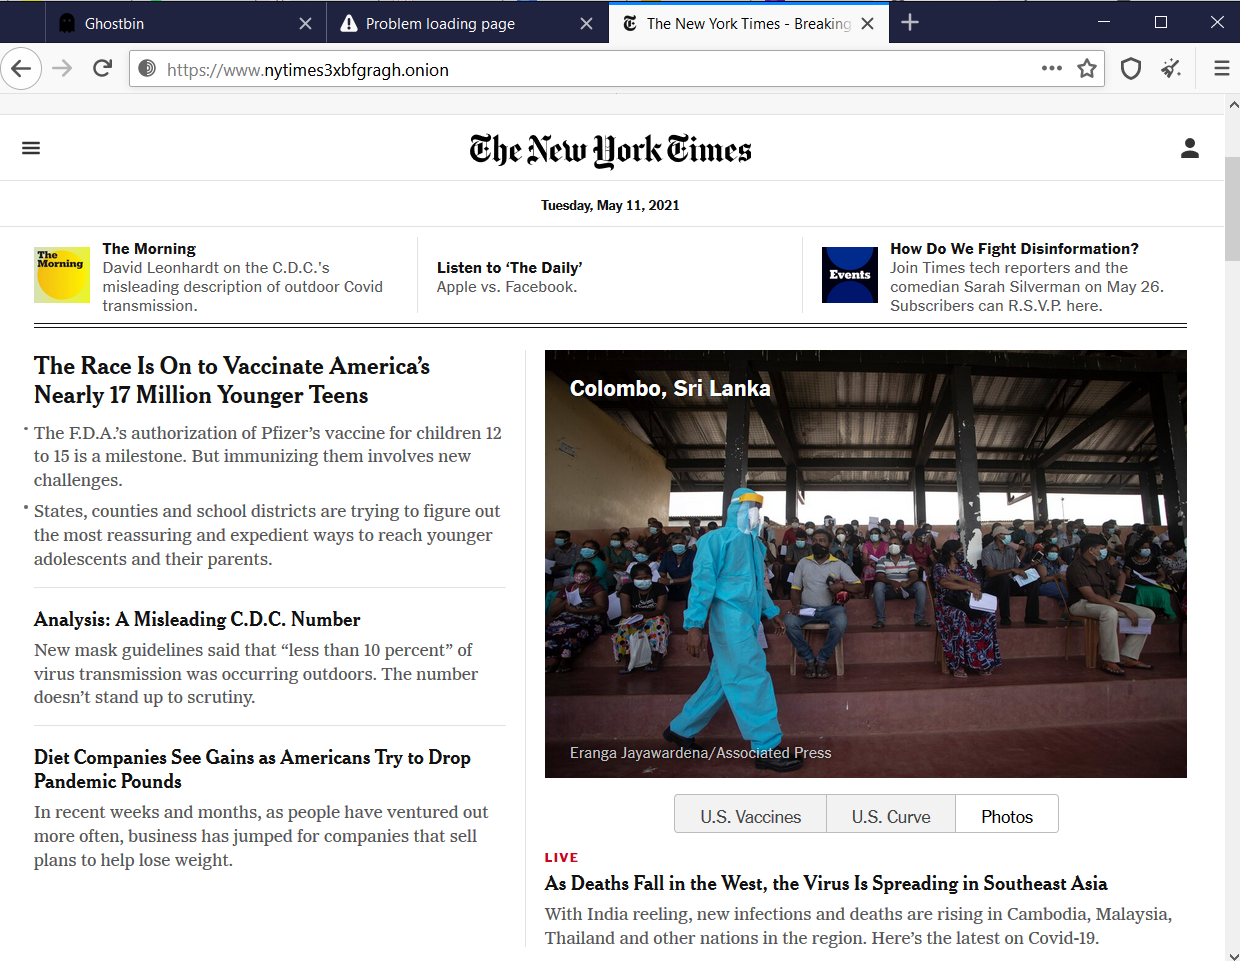 Ghostbin
Problem loading page
The New York Times - Breaking
https://www.nytimes3xbfgragh.onion
The New York Times
Tuesday, May 11, 2021
The Morning
The Morning
David Leonhardt on the C.D.C.'s
misleading description of outdoor Covid
transmission.
Listen to ‘The Daily’
Apple vs. Facebook.
Events
How Do We Fight Disinformation?
Join Times tech reporters and the
comedian Sarah Silverman on May 26.
Subscribers can R.S.V.P. here.
The Race Is On to Vaccinate America’s
Nearly 17 Million Younger Teens
The F.D.A.’s authorization of Pfizer’s vaccine for children 12
to 15 is a milestone. But immunizing them involves new
challenges.
States, counties and school districts are trying to figure out
the most reassuring and expedient ways to reach younger
adolescents and their parents.
Analysis: A Misleading C.D.C. Number
New mask guidelines said that “less than 10 percent” of
virus transmission was occurring outdoors. The number
doesn’t stand up to scrutiny.
Diet Companies See Gains as Americans Try to Drop
Pandemic Pounds
In recent weeks and months, as people have ventured out
more often, business has jumped for companies that sell
plans to help lose weight.
Colombo, Sri Lanka
Eranga Jayawardena/Associated Press
U.S. Vaccines
U.S. Curve
Photos
LIVE
As Deaths Fall in the West, the Virus Is Spreading in Southeast Asia
With India reeling, new infections and deaths are rising in Cambodia, Malaysia,
Thailand and other nations in the region. Here’s the latest on Covid-19.